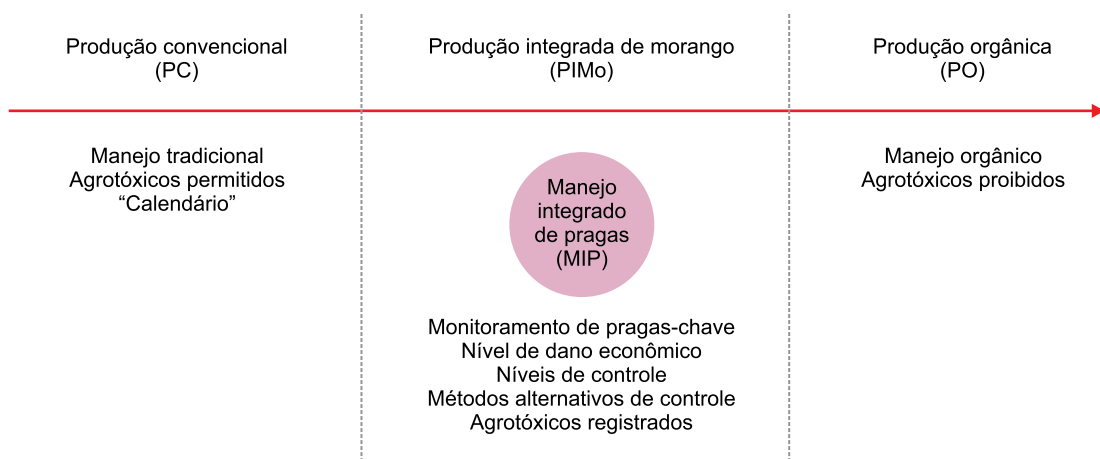 Produção convencional
(PC)
Produção integrada de morango
(PIMo)
Produção orgânica
(PO)
Manejo tradicional
Agrotóxicos permitidos
“Calendário”
Manejo
integrado
de pragas
(MIP)
Monitoramento de pragas-chave
Nível de dano econômico
Níveis de controle
Métodos alternativos de controle
Agrotóxicos registrados
Manejo orgânico
Agrotóxicos proibidos